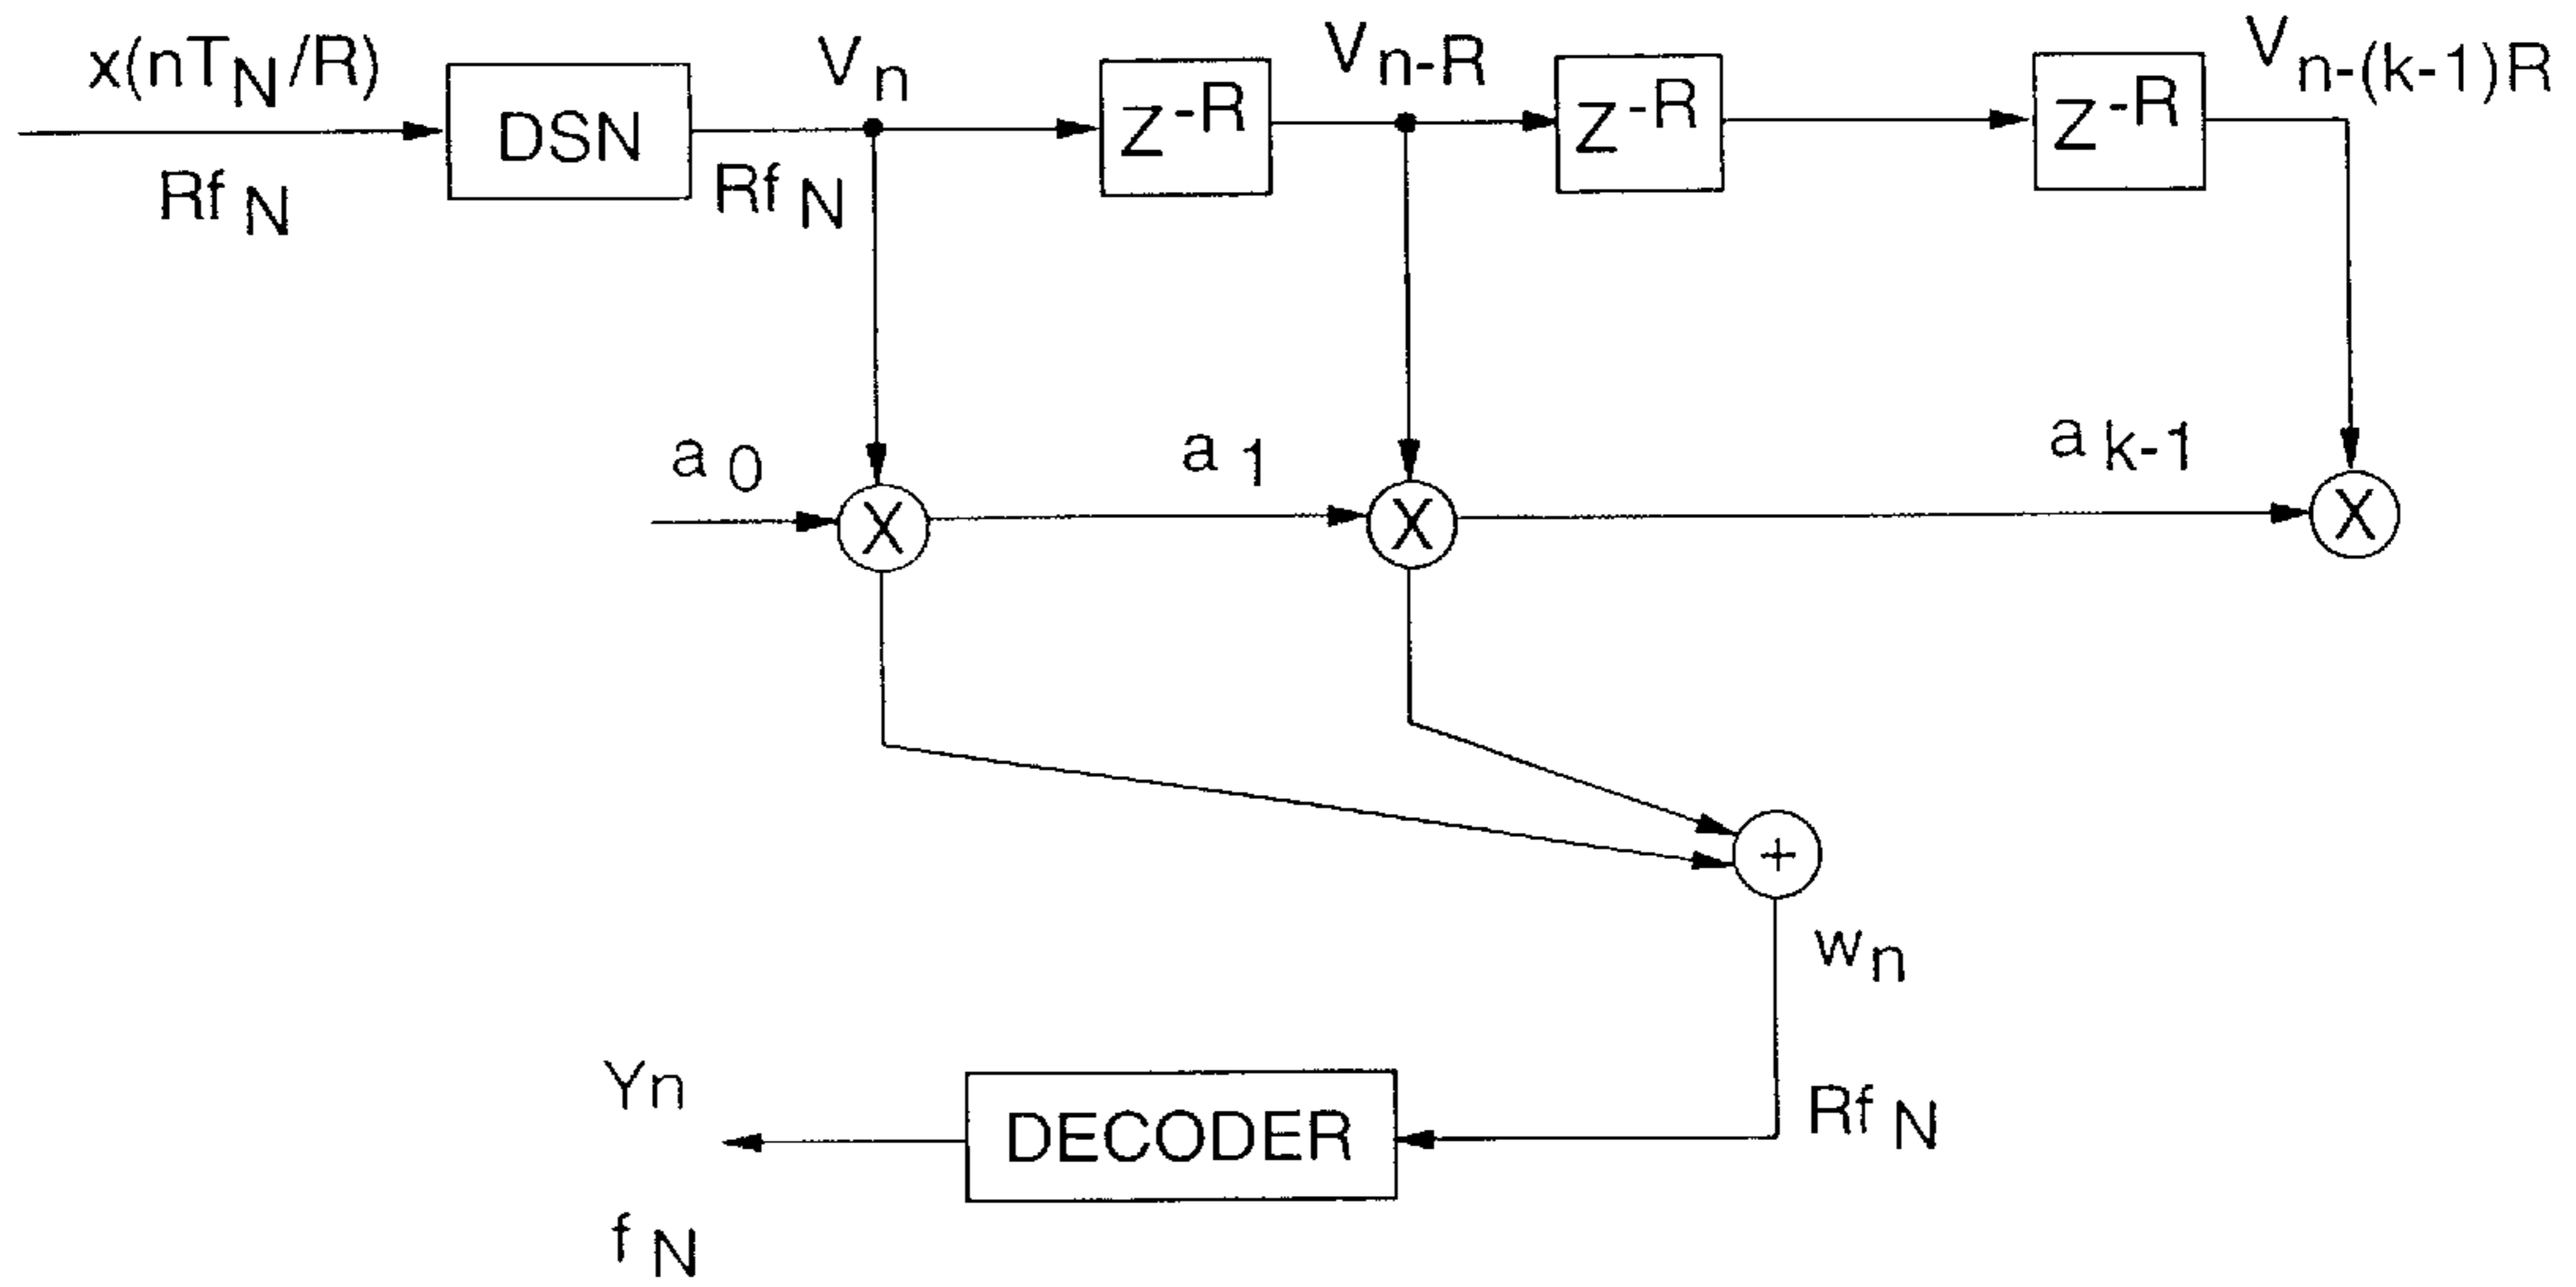 x(nT_N/R)
Rf_N
DSN
Rf_N
V_n
Z^-R
V_n-R
Z^-R
Z^-R
V_n-(k-1)R
a_0
X
a_1
X
a_k-1
X
+
w_n
Rf_N
DECODER
Yn
f_N